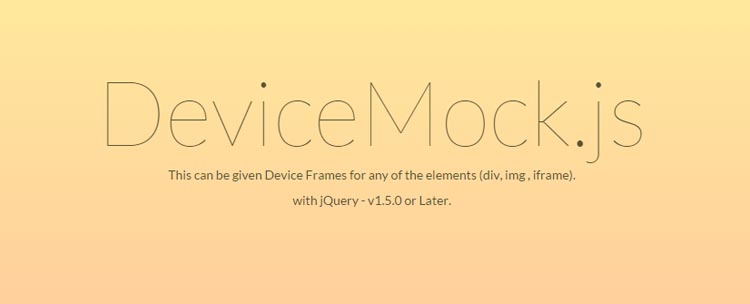 DeviceMock.js
This can be given Device Frames for any of the elements (div, img , iframe).
with jQuery - v1.5.0 or Later.